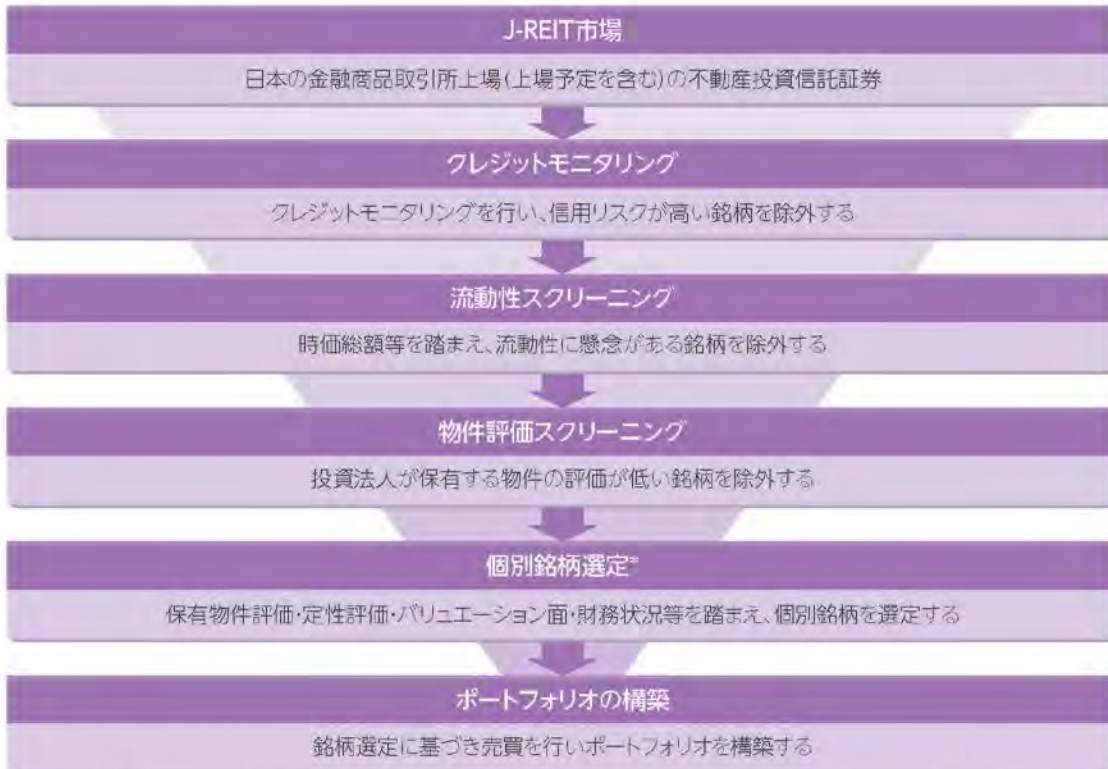 J-REIT市場
日本の金融商品取引所上場(上場予定を含む)の不動産投資信託証券
クレジットモニタリング
クレジットモニタリングを行い、信用リスクが高い銘柄を除外する
流動性スクリーニング
時価総額等を踏まえ、流動性に懸念がある銘柄を除外する
物件評価スクリーニング
投資法人が保有する物件の評価が低い銘柄を除外する
個別銘柄選定*
保有物件評価・定性評価・バリュエーション面・財務状況等を踏まえ、個別銘柄を選定する
ポートフォリオの構築
銘柄選定に基づき売買を行いポートフォリオを構築する